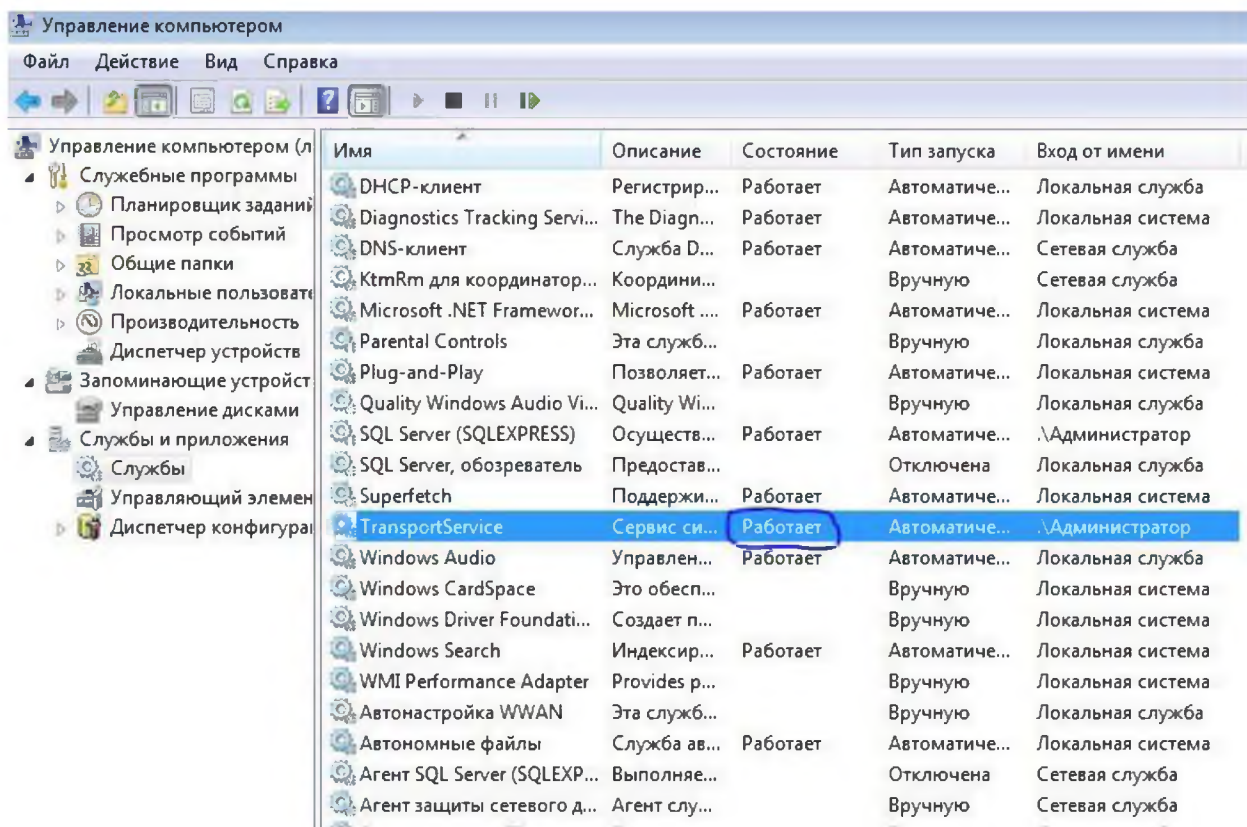 Управление компьютером
Файл Действие Вид Справка
Управление компьютером (л
Служебные программы
Планировщик заданий
Просмотр событий
Общие папки
Локальные пользовате
Производительность
Диспетчер устройств
Запоминающие устройст
Управление дисками
Службы и приложения
Службы
Управляющий элемен
Диспетчер конфигура
Имя Описание Состояние Тип запуска Вход от имени
DHCP-клиент Регистрир... Работает Автоматиче... Локальная служба
Diagnostics Tracking Servi... The Diagn... Работает Автоматиче... Локальная система
DNS-клиент Служба D... Работает Автоматиче... Сетевая служба
KtmRm для координатор... Координи... Вручную Сетевая служба
Microsoft .NET Framewor... Microsoft .... Работает Автоматиче... Локальная система
Parental Controls Эта служб... Вручную Локальная служба
Plug-and-Play Позволяет... Работает Автоматиче... Локальная система
Quality Windows Audio Vi... Quality Wi... Вручную Локальная служба
SQL Server (SQLEXPRESS) Осуществ... Работает Автоматиче... .\Администратор
SQL Server, обозреватель Предостав... Отключена Локальная служба
Superfetch Поддержи... Работает Автоматиче... Локальная система
TransportService Сервис си... Работает Автоматиче... .\Администратор
Windows Audio Управлен... Работает Автоматиче... Локальная служба
Windows CardSpace Это обесп... Вручную Локальная система
Windows Driver Foundati... Создает п... Вручную Локальная система
Windows Search Индексир... Работает Автоматиче... Локальная система
WMI Performance Adapter Provides p... Вручную Локальная система
Автонастройка WWAN Эта служб... Вручную Локальная служба
Автономные файлы Служба ав... Работает Автоматиче... Локальная система
Агент SQL Server (SQLEXP... Выполняе... Отключена Сетевая служба
Агент защиты сетевого д... Агент слу... Вручную Сетевая служба